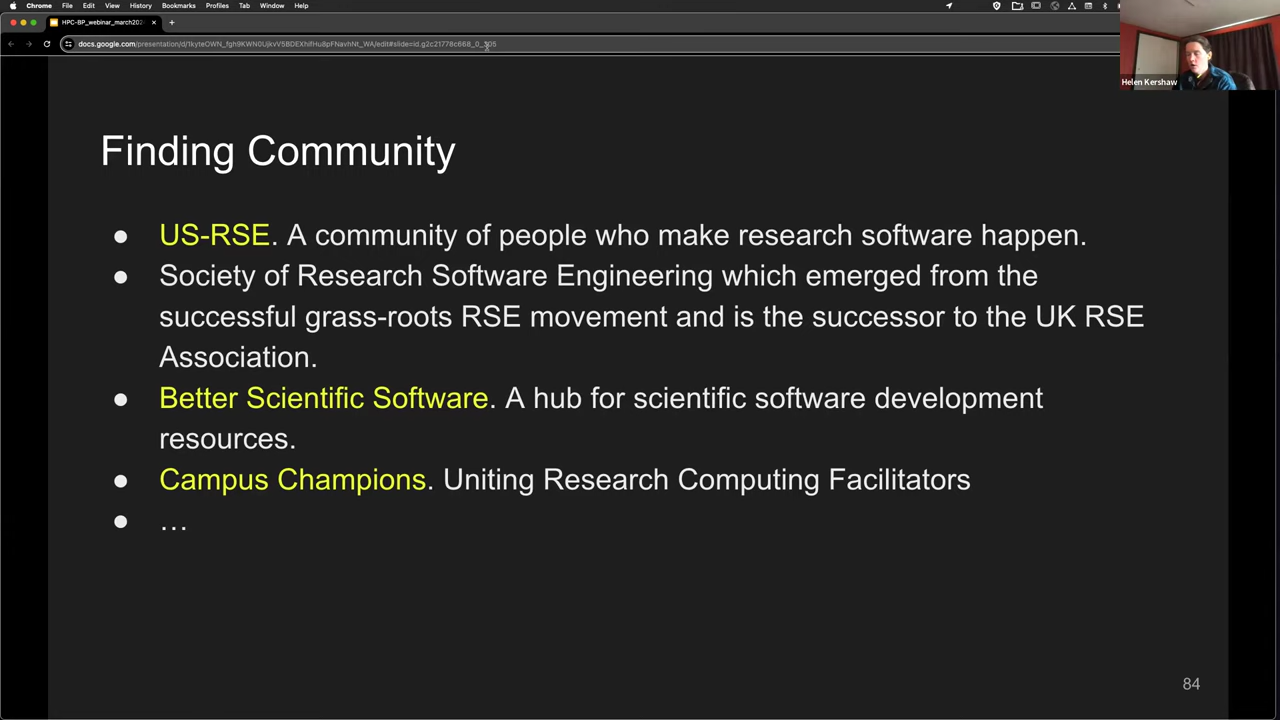 Chrome File Edit View History Bookmarks Profiles Tab Window Help
HPC-BP_webinar_march202
Helen Kershaw
Finding Community
● US-RSE. A community of people who make research software happen.
● Society of Research Software Engineering which emerged from the
successful grass-roots RSE movement and is the successor to the UK RSE
Association.
● Better Scientific Software. A hub for scientific software development
resources.
● Campus Champions. Uniting Research Computing Facilitators
● …
84